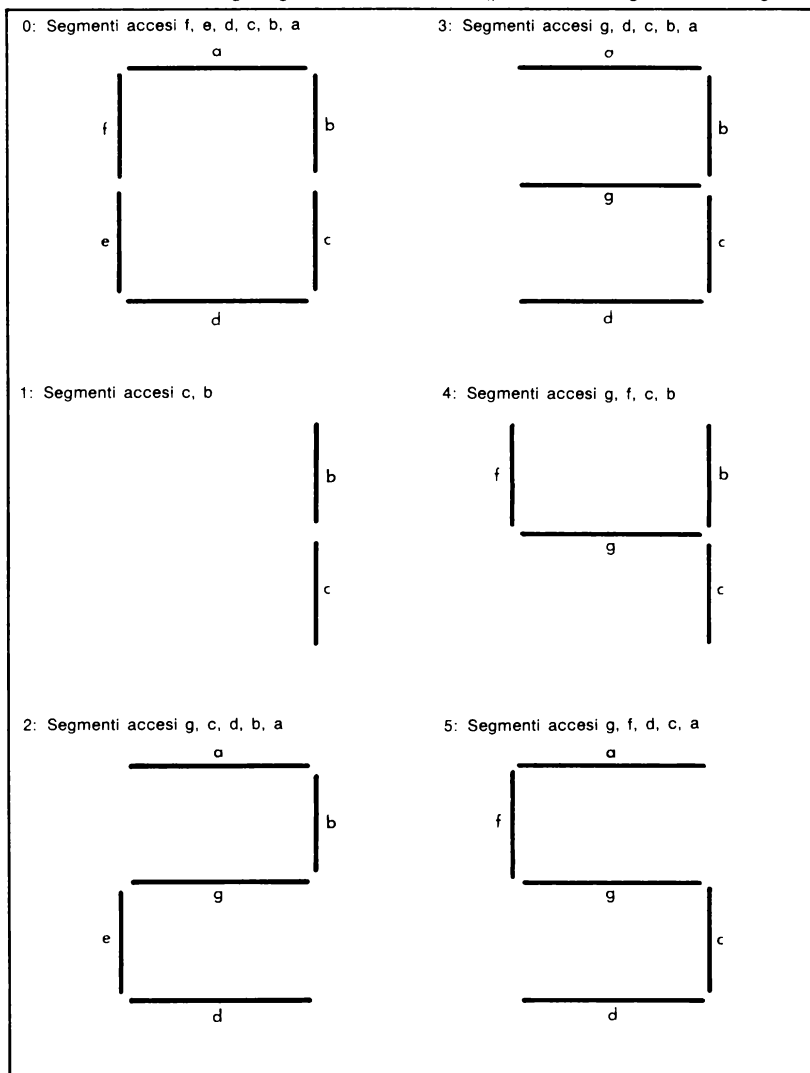 0: Segmenti accesi f, e, d, c, b, a
a
f
b
e
c
d
3: Segmenti accesi g, d, c, b, a
a
b
g
c
d
1: Segmenti accesi c, b
b
c
4: Segmenti accesi g, f, c, b
f
b
g
c
2: Segmenti accesi g, c, d, b, a
a
b
g
e
d
5: Segmenti accesi g, f, d, c, a
a
f
g
c
d